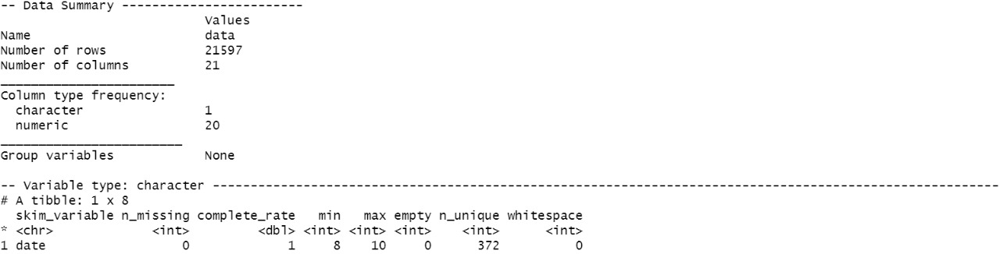 -- Data Summary ------------------------
                           Values
Name                       data
Number of rows             21597
Number of columns          21
_______________________
Column type frequency:
  character                1
  numeric                  20
________________________
Group variables            None

-- Variable type: character --------------------------------------------------------------------------------------------------------
# A tibble: 1 x 8
  skim_variable n_missing complete_rate   min   max empty n_unique whitespace
* <chr>             <int>         <dbl> <int> <int> <int>    <int>      <int>
1 date                  0             1     8    10     0      372          0